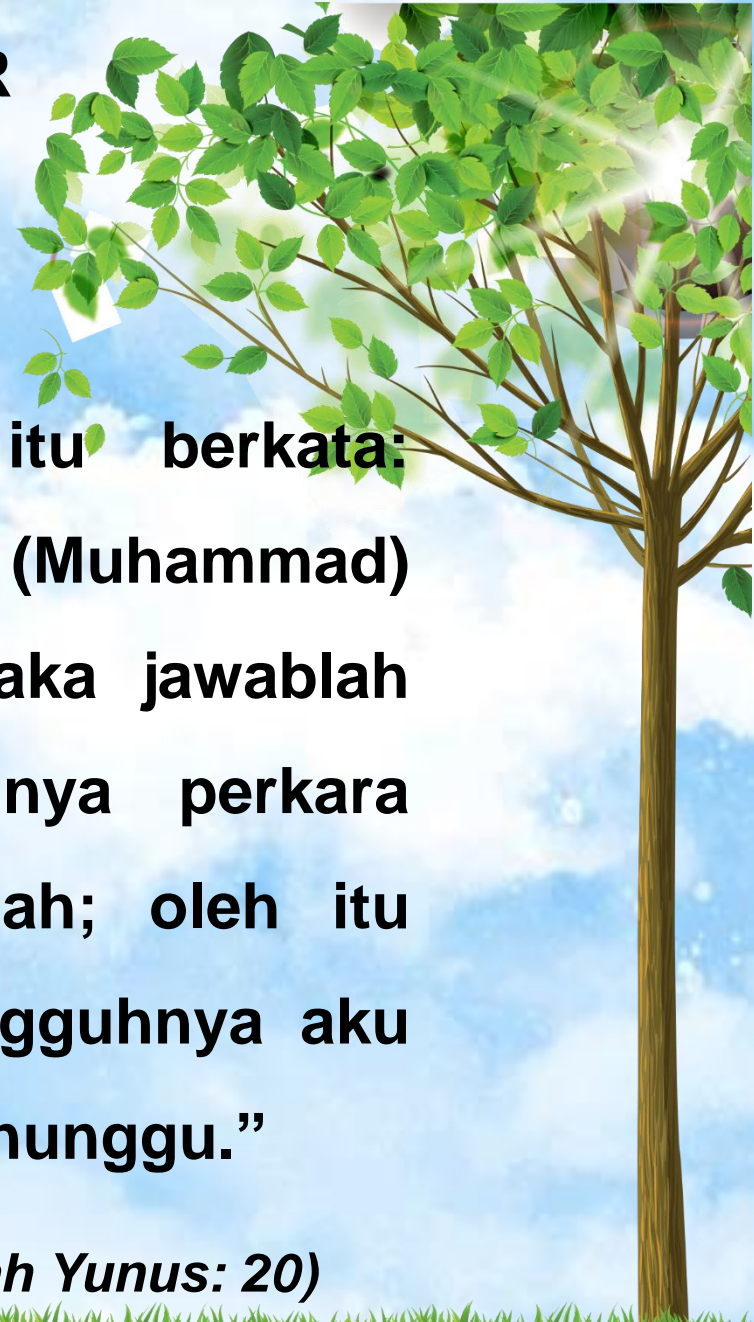 R
itu berkata:
(Muhammad)
aka jawablah
nya perkara
ah; oleh itu
gguhnya aku
nunggu.”
h Yunus: 20)